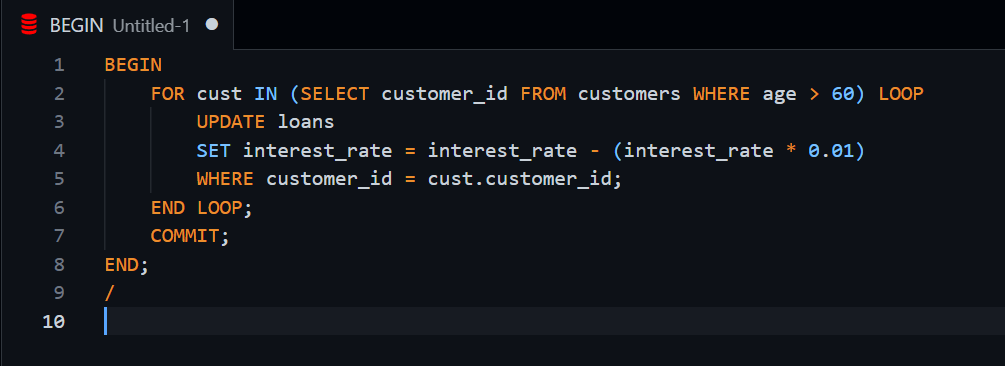 BEGIN Untitled-1
1 BEGIN
2 FOR cust IN (SELECT customer_id FROM customers WHERE age > 60) LOOP
3 UPDATE loans
4 SET interest_rate = interest_rate - (interest_rate * 0.01)
5 WHERE customer_id = cust.customer_id;
6 END LOOP;
7 COMMIT;
8 END;
9 /
10